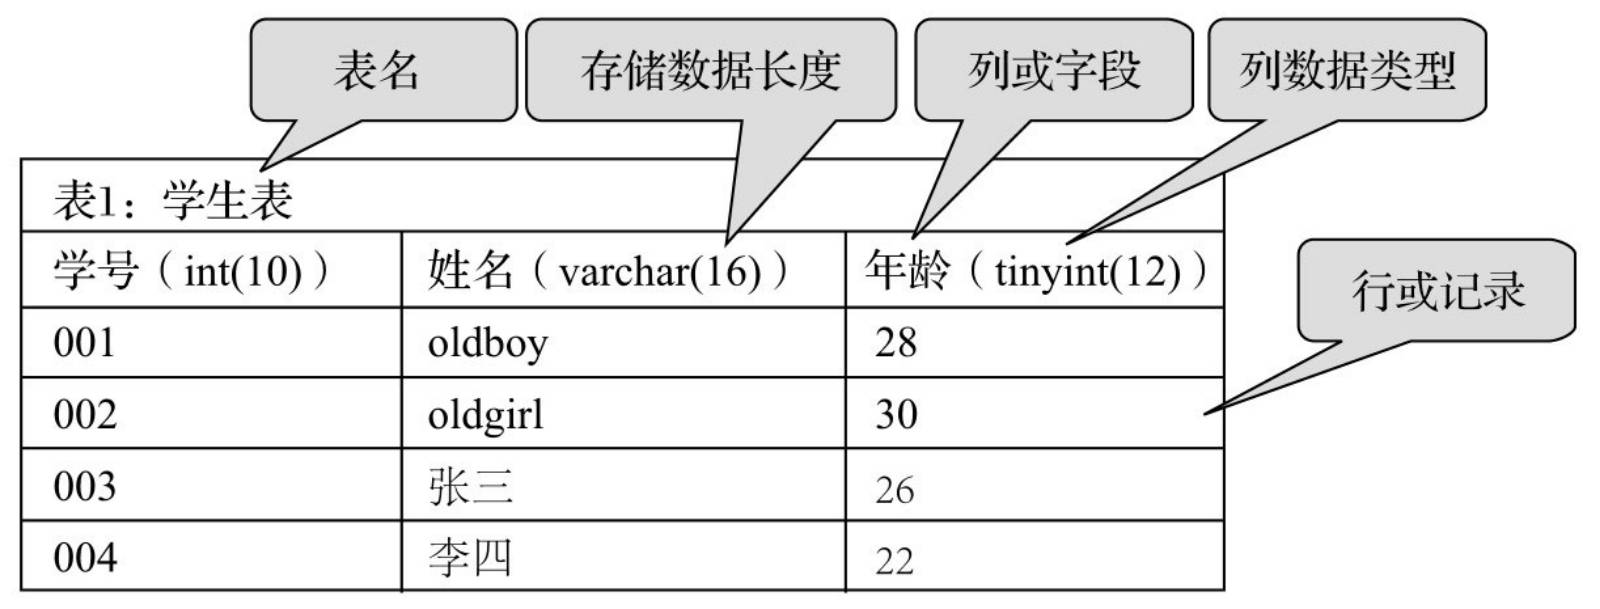 表名
存储数据长度
列或字段
列数据类型
表1：学生表
学号（int(10)）
姓名（varchar(16)）
年龄（tinyint(12)）
行或记录
001
oldboy
28
002
oldgirl
30
003
张三
26
004
李四
22